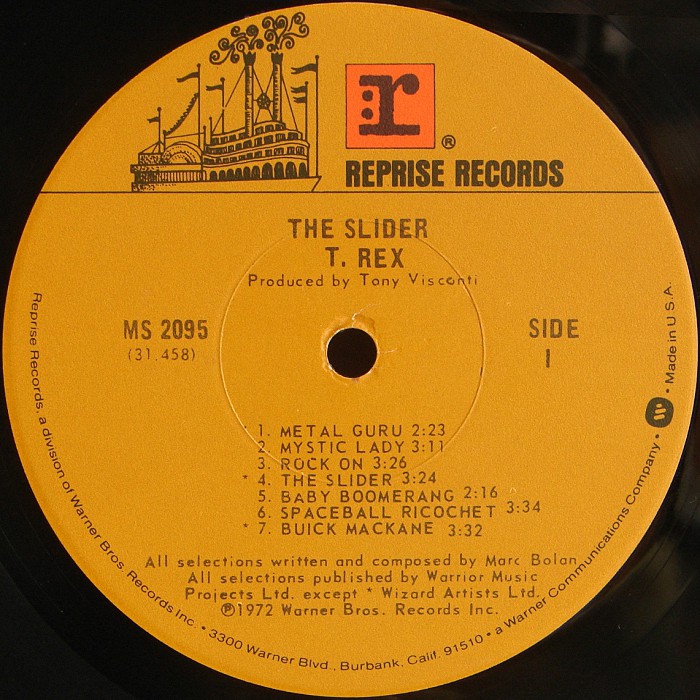 r
®
REPRISE RECORDS
THE SLIDER
T. REX
Produced by Tony Visconti
MS 2095
(31.458)
SIDE
1
* 1. METAL GURU 2:23
2. MYSTIC LADY 3:11
3. ROCK ON 3:26
* 4. THE SLIDER 3:24
5. BABY BOOMERANG 2:16
6. SPACEBALL RICOCHET 3:34
* 7. BUICK MACKANE 3:32
All selections written and composed by Marc Bolan
All selections published by Warrior Music
Projects Ltd. except * Wizard Artists Ltd.
℗1972 Warner Bros. Records Inc.
Reprise Records, a division of Warner Bros. Records Inc. • 3300 Warner Blvd., Burbank, Calif. 91510 • a Warner Communications Company • W • Made in U.S.A.